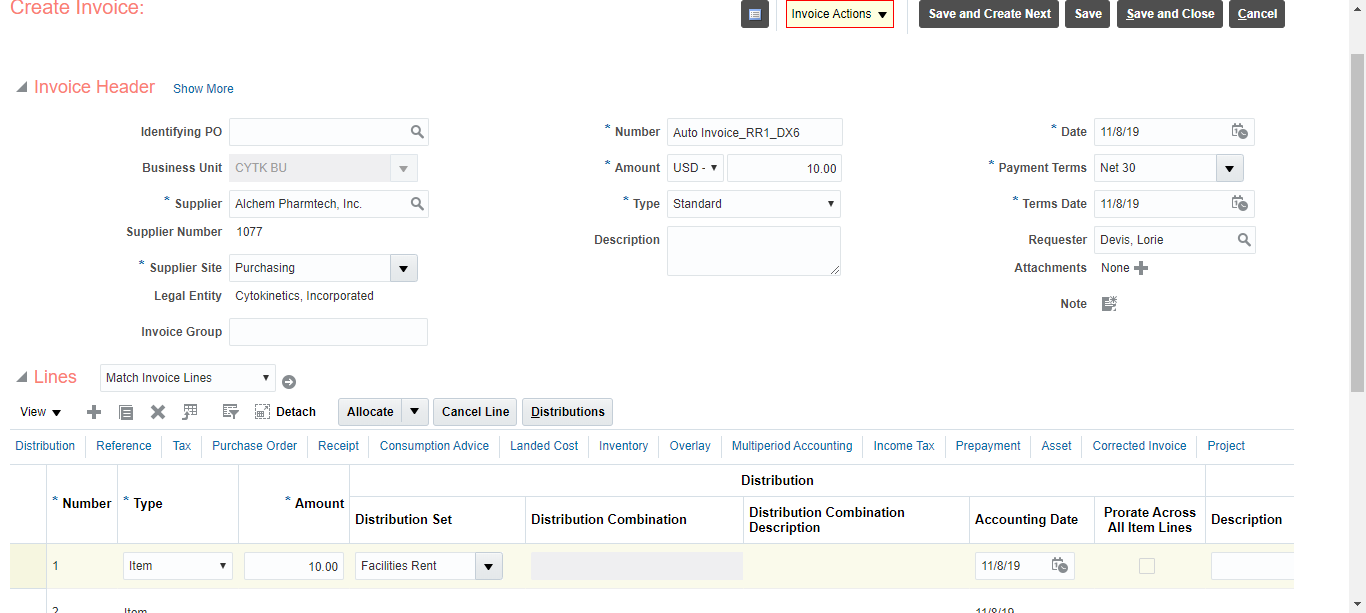 Create Invoice:
Invoice Actions
Save and Create Next
Save
Save and Close
Cancel
Invoice Header Show More
Identifying PO
* Number Auto Invoice_RR1_DX6
* Date 11/8/19
Business Unit CYTK BU
* Amount USD - 10.00
* Payment Terms Net 30
* Supplier Alchem Pharmtech, Inc.
* Type Standard
* Terms Date 11/8/19
Supplier Number 1077
Description
Requester Devis, Lorie
* Supplier Site Purchasing
Attachments None
Legal Entity Cytokinetics, Incorporated
Note
Invoice Group
Lines Match Invoice Lines
View Detach Allocate Cancel Line Distributions
Distribution Reference Tax Purchase Order Receipt Consumption Advice Landed Cost Inventory Overlay Multiperiod Accounting Income Tax Prepayment Asset Corrected Invoice Project
Distribution
* Number * Type * Amount Distribution Set Distribution Combination Distribution Combination Description Accounting Date Prorate Across All Item Lines Description
1 Item 10.00 Facilities Rent 11/8/19
2 Item 11/8/19